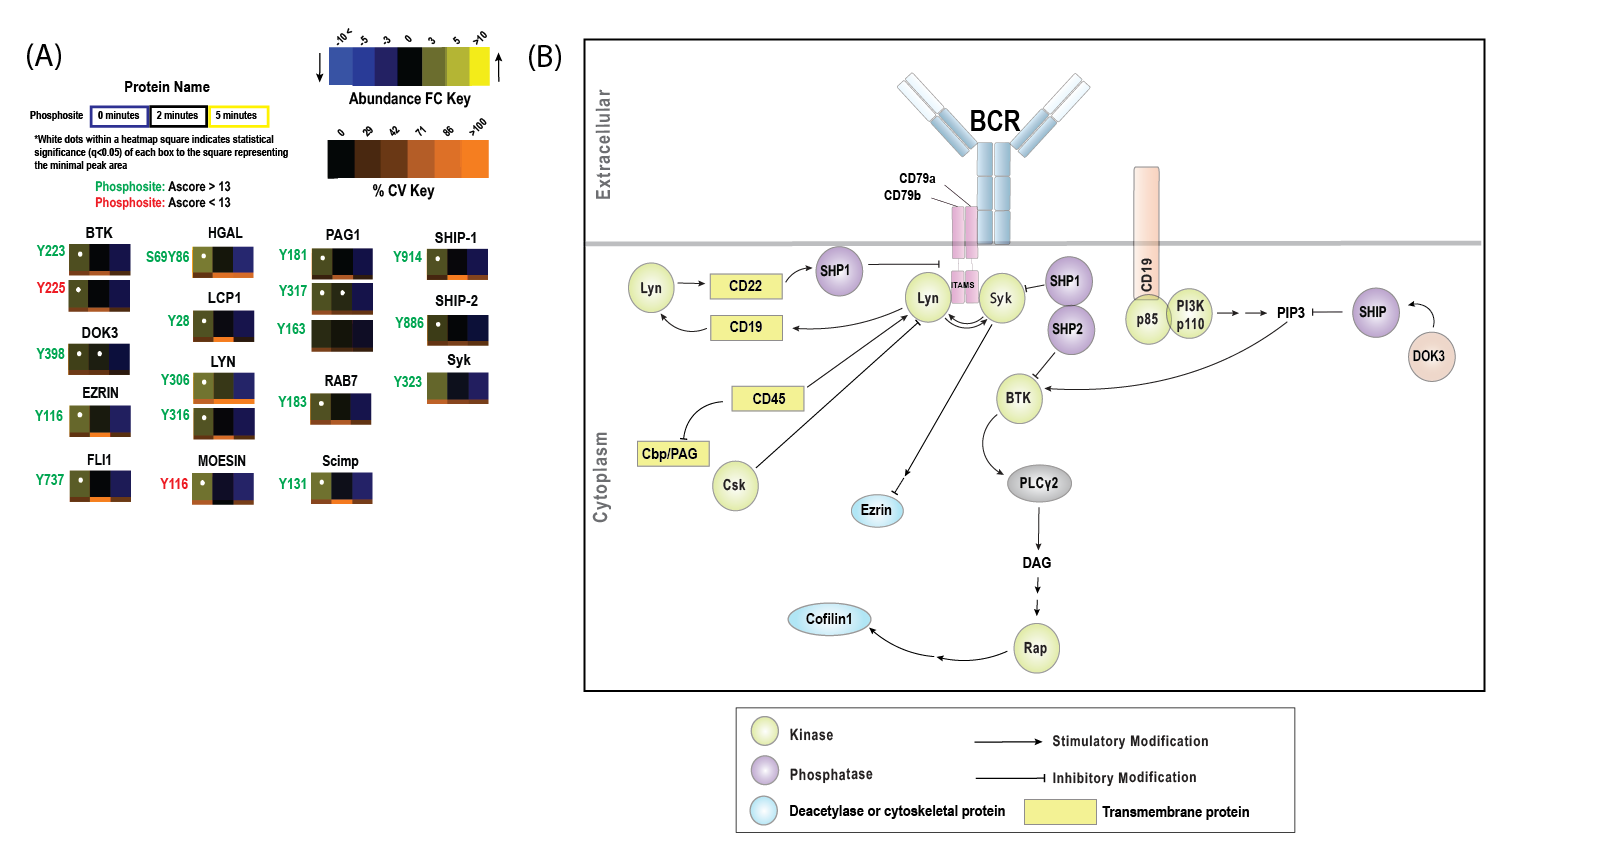 (A)
-10 < -5 -3 0 3 5 >10
Abundance FC Key
Protein Name
Phosphosite 0 minutes 2 minutes 5 minutes
*White dots within a heatmap square indicates statistical
significance (q<0.05) of each box to the square representing
the minimal peak area
0 29 42 71 86 >100
% CV Key
Phosphosite: Ascore > 13
Phosphosite: Ascore < 13
BTK
Y223
Y225
DOK3
Y398
EZRIN
Y116
FLI1
Y737
HGAL
S69Y86
LCP1
Y28
LYN
Y306
Y316
MOESIN
Y116
PAG1
Y181
Y317
Y163
RAB7
Y183
Scimp
Y131
SHIP-1
Y914
SHIP-2
Y886
Syk
Y323
(B)
Extracellular
Cytoplasm
BCR
CD79a
CD79b
CD19
Lyn
CD22
SHP1
CD19
Lyn
ITAMS
Syk
SHP1
SHP2
p85
PI3K
p110
PIP3
SHIP
DOK3
CD45
Cbp/PAG
Csk
BTK
Ezrin
PLCγ2
DAG
Cofilin1
Rap
Kinase
Stimulatory Modification
Phosphatase
Inhibitory Modification
Deacetylase or cytoskeletal protein
Transmembrane protein